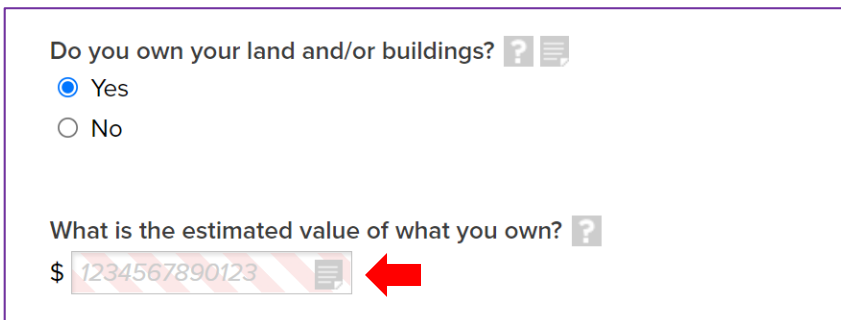 Do you own your land and/or buildings? ?
Yes
No
What is the estimated value of what you own? ?
$ 1234567890123